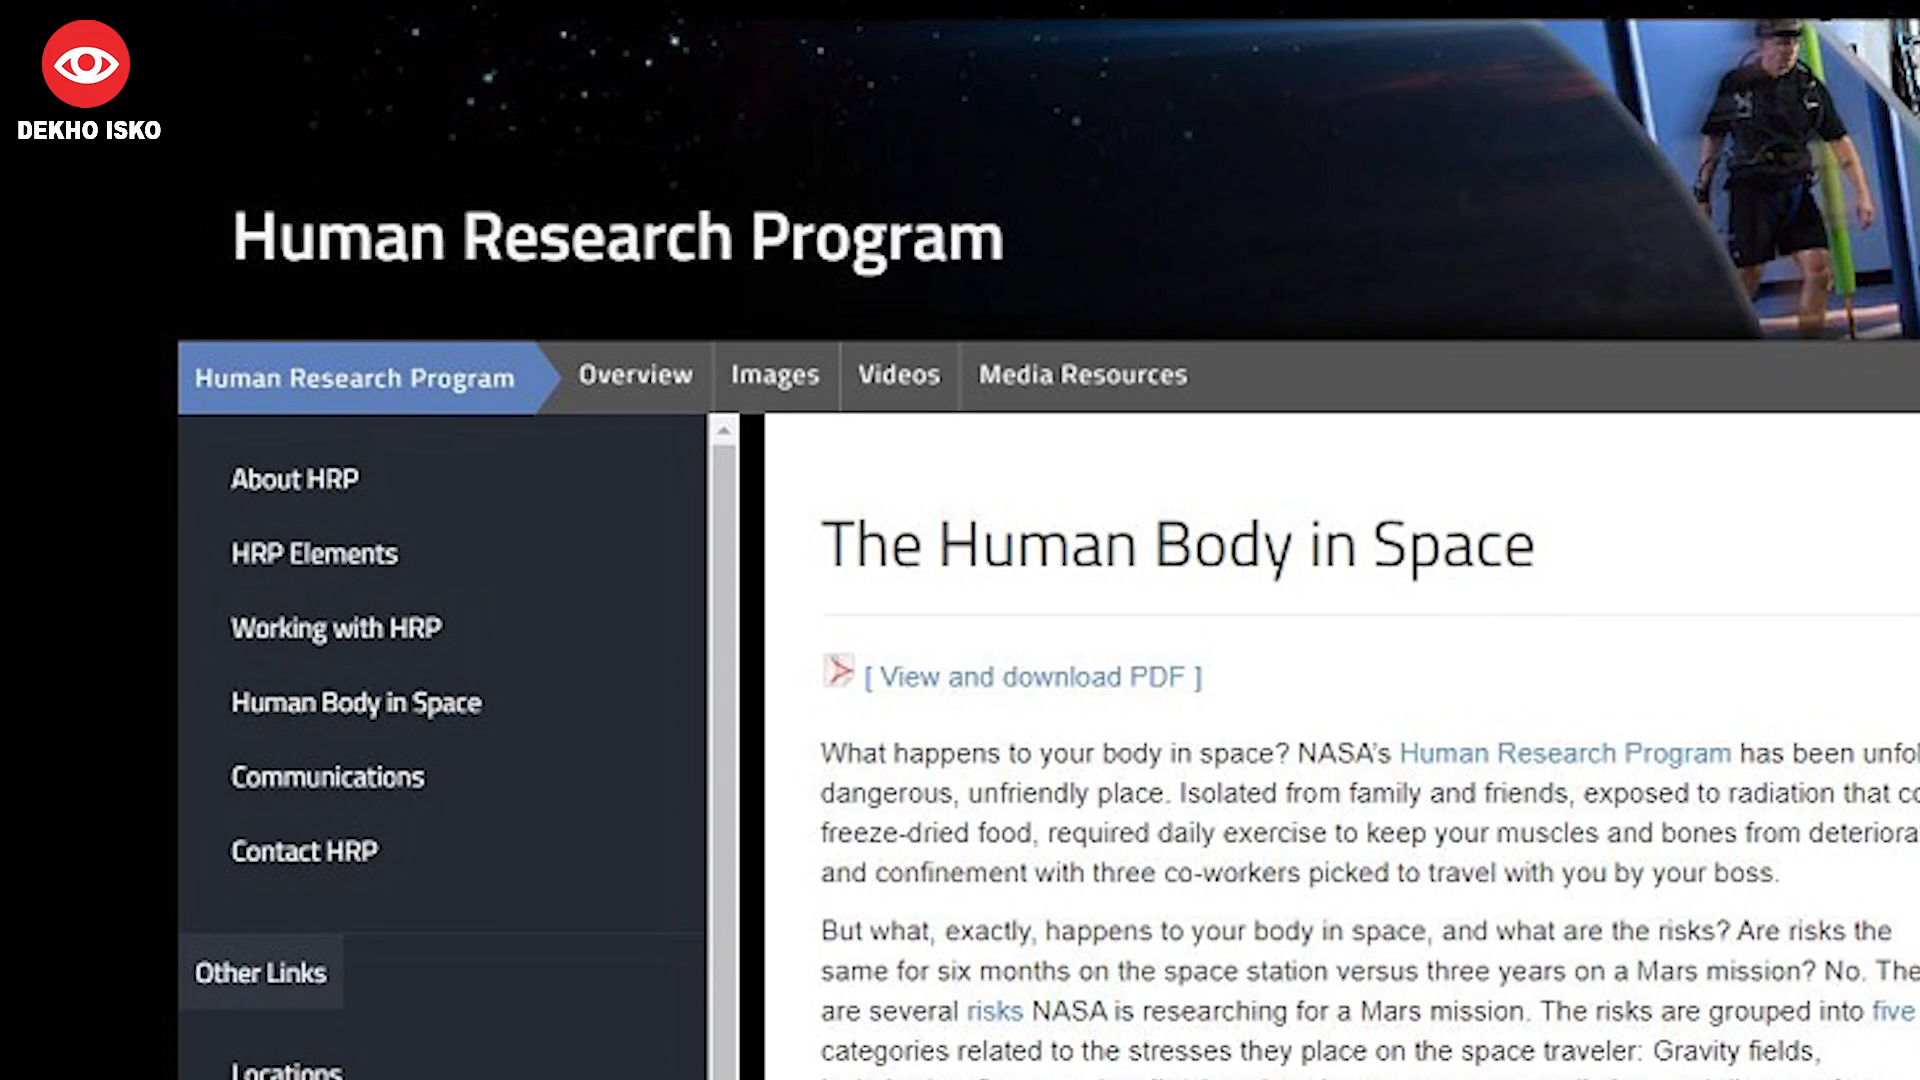 DEKHO ISKO
Human Research Program
Human Research Program
Overview
Images
Videos
Media Resources
About HRP
HRP Elements
Working with HRP
Human Body in Space
Communications
Contact HRP
Other Links
Locations
The Human Body in Space
[ View and download PDF ]
What happens to your body in space? NASA's Human Research Program has been
dangerous, unfriendly place. Isolated from family and friends, exposed to radiation that
freeze-dried food, required daily exercise to keep your muscles and bones from
and confinement with three co-workers picked to travel with you by your boss.
But what, exactly, happens to your body in space, and what are the risks? Are risks the
same for six months on the space station versus three years on a Mars mission? No.
are several risks NASA is researching for a Mars mission. The risks are grouped into five
categories related to the stresses they place on the space traveler: Gravity fields,